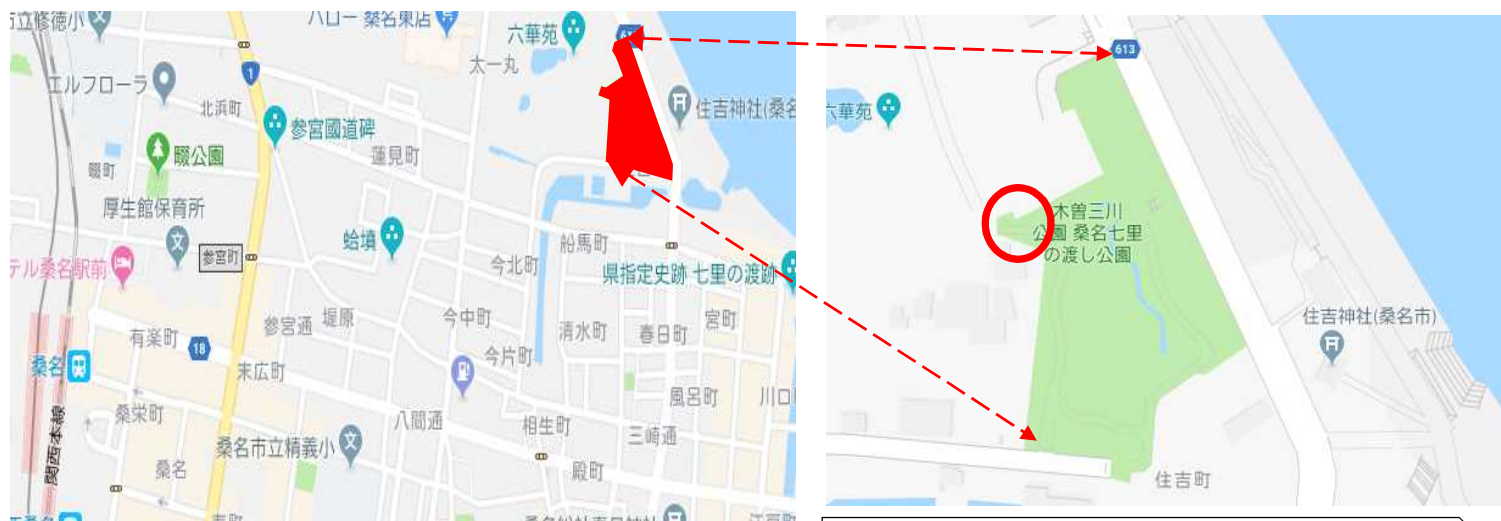 市立修徳小
ハロー 桑名東店
六華苑
太一丸
1
エルフローラ
北浜町
参宮國道碑
住吉神社(桑名
蓮見町
畷公園
畷町
厚生館保育所
参宮町
蛤墳
船馬町
今北町
テル桑名駅前
県指定史跡 七里の渡跡
有楽町
18
参宮通
堤原
今中町
清水町
春日町
宮町
桑名
末広町
今片町
風呂町
川口
桑栄町
八間通
相生町
三崎通
関西本線
桑名市立精義小
桑名
殿町
613
六華苑
木曽三川
公園 桑名七里
の渡し公園
住吉神社(桑名市)
住吉町